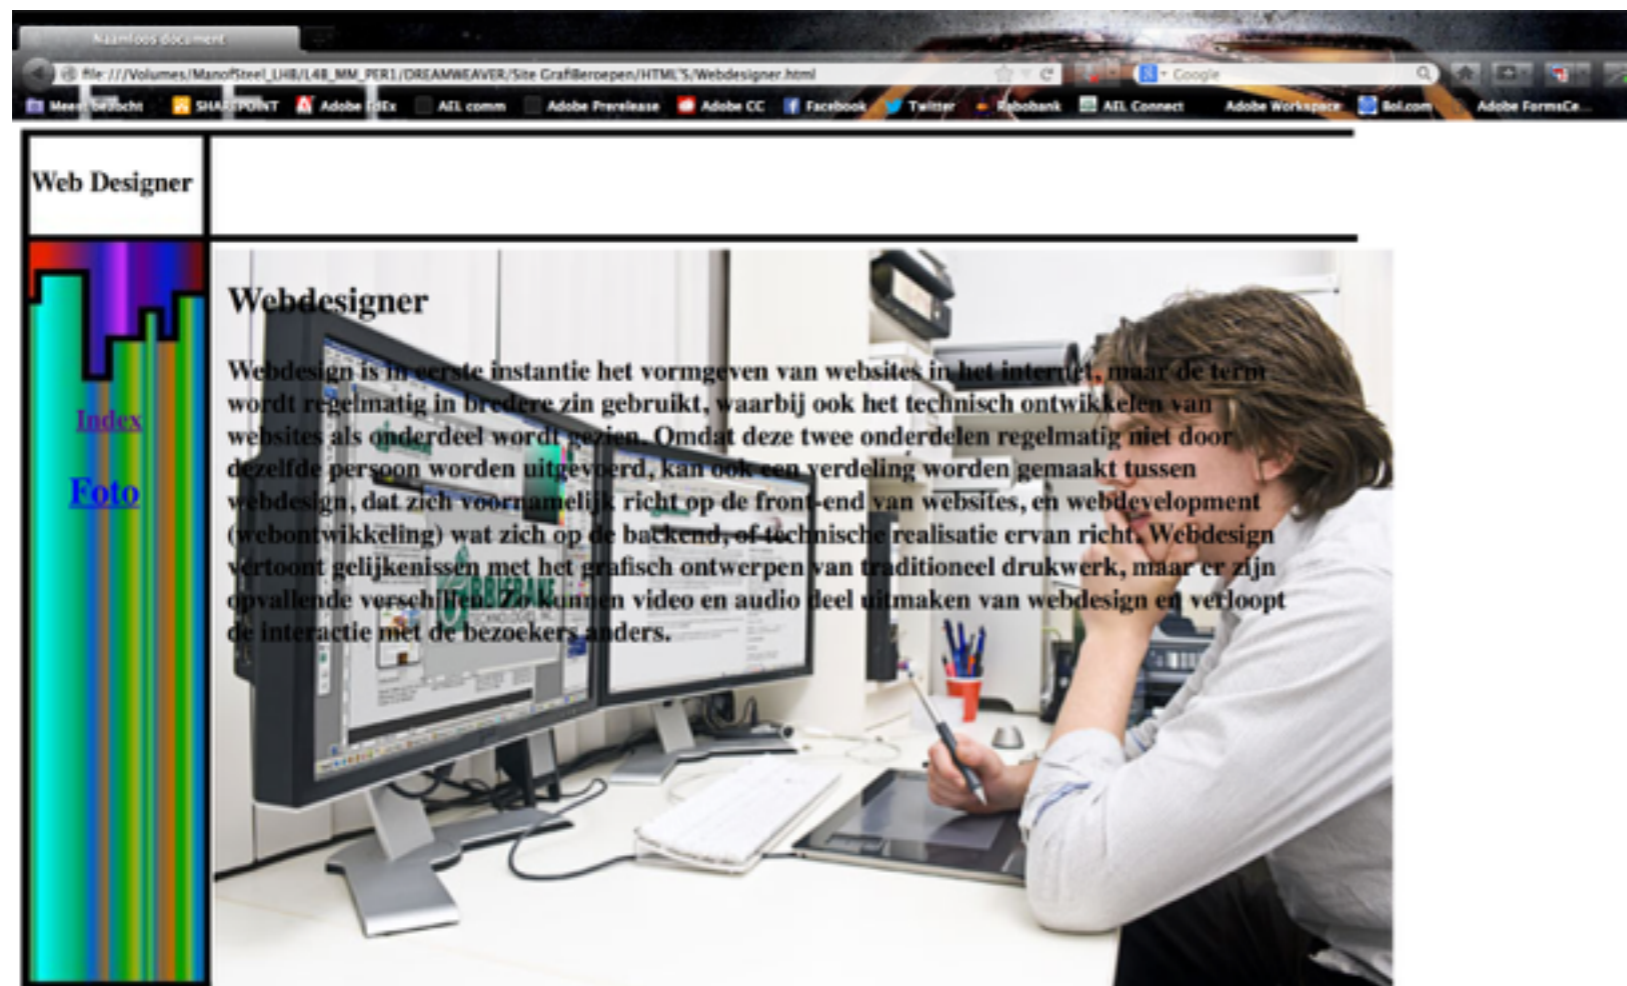 Naamloos document
file:///Volumes/ManofSteel_LHB/L4B_MM_PER1/DREAMWEAVER/Site GrafiBeroepen/HTML'S/Webdesigner.html
Google
Meest bezocht SHAREPOINT Adobe EdEx AEL comm Adobe Prerelease Adobe CC Facebook Twitter Rabobank AEL Connect Adobe Workspace Bol.com Adobe FormsCe...
Web Designer
Index
Foto
Webdesigner
Webdesign is in eerste instantie het vormgeven van websites in het internet, maar de term
wordt regelmatig in bredere zin gebruikt, waarbij ook het technisch ontwikkelen van
websites als onderdeel wordt gezien. Omdat deze twee onderdelen regelmatig niet door
dezelfde persoon worden uitgevoerd, kan ook een verdeling worden gemaakt tussen
webdesign, dat zich voornamelijk richt op de front-end van websites, en webdevelopment
(webontwikkeling) wat zich op de backend, of technische realisatie ervan richt. Webdesign
vertoont gelijkenissen met het grafisch ontwerpen van traditioneel drukwerk, maar er zijn
opvallende verschillen. Zo kunnen video en audio deel uitmaken van webdesign en verloopt
de interactie met de bezoekers anders.